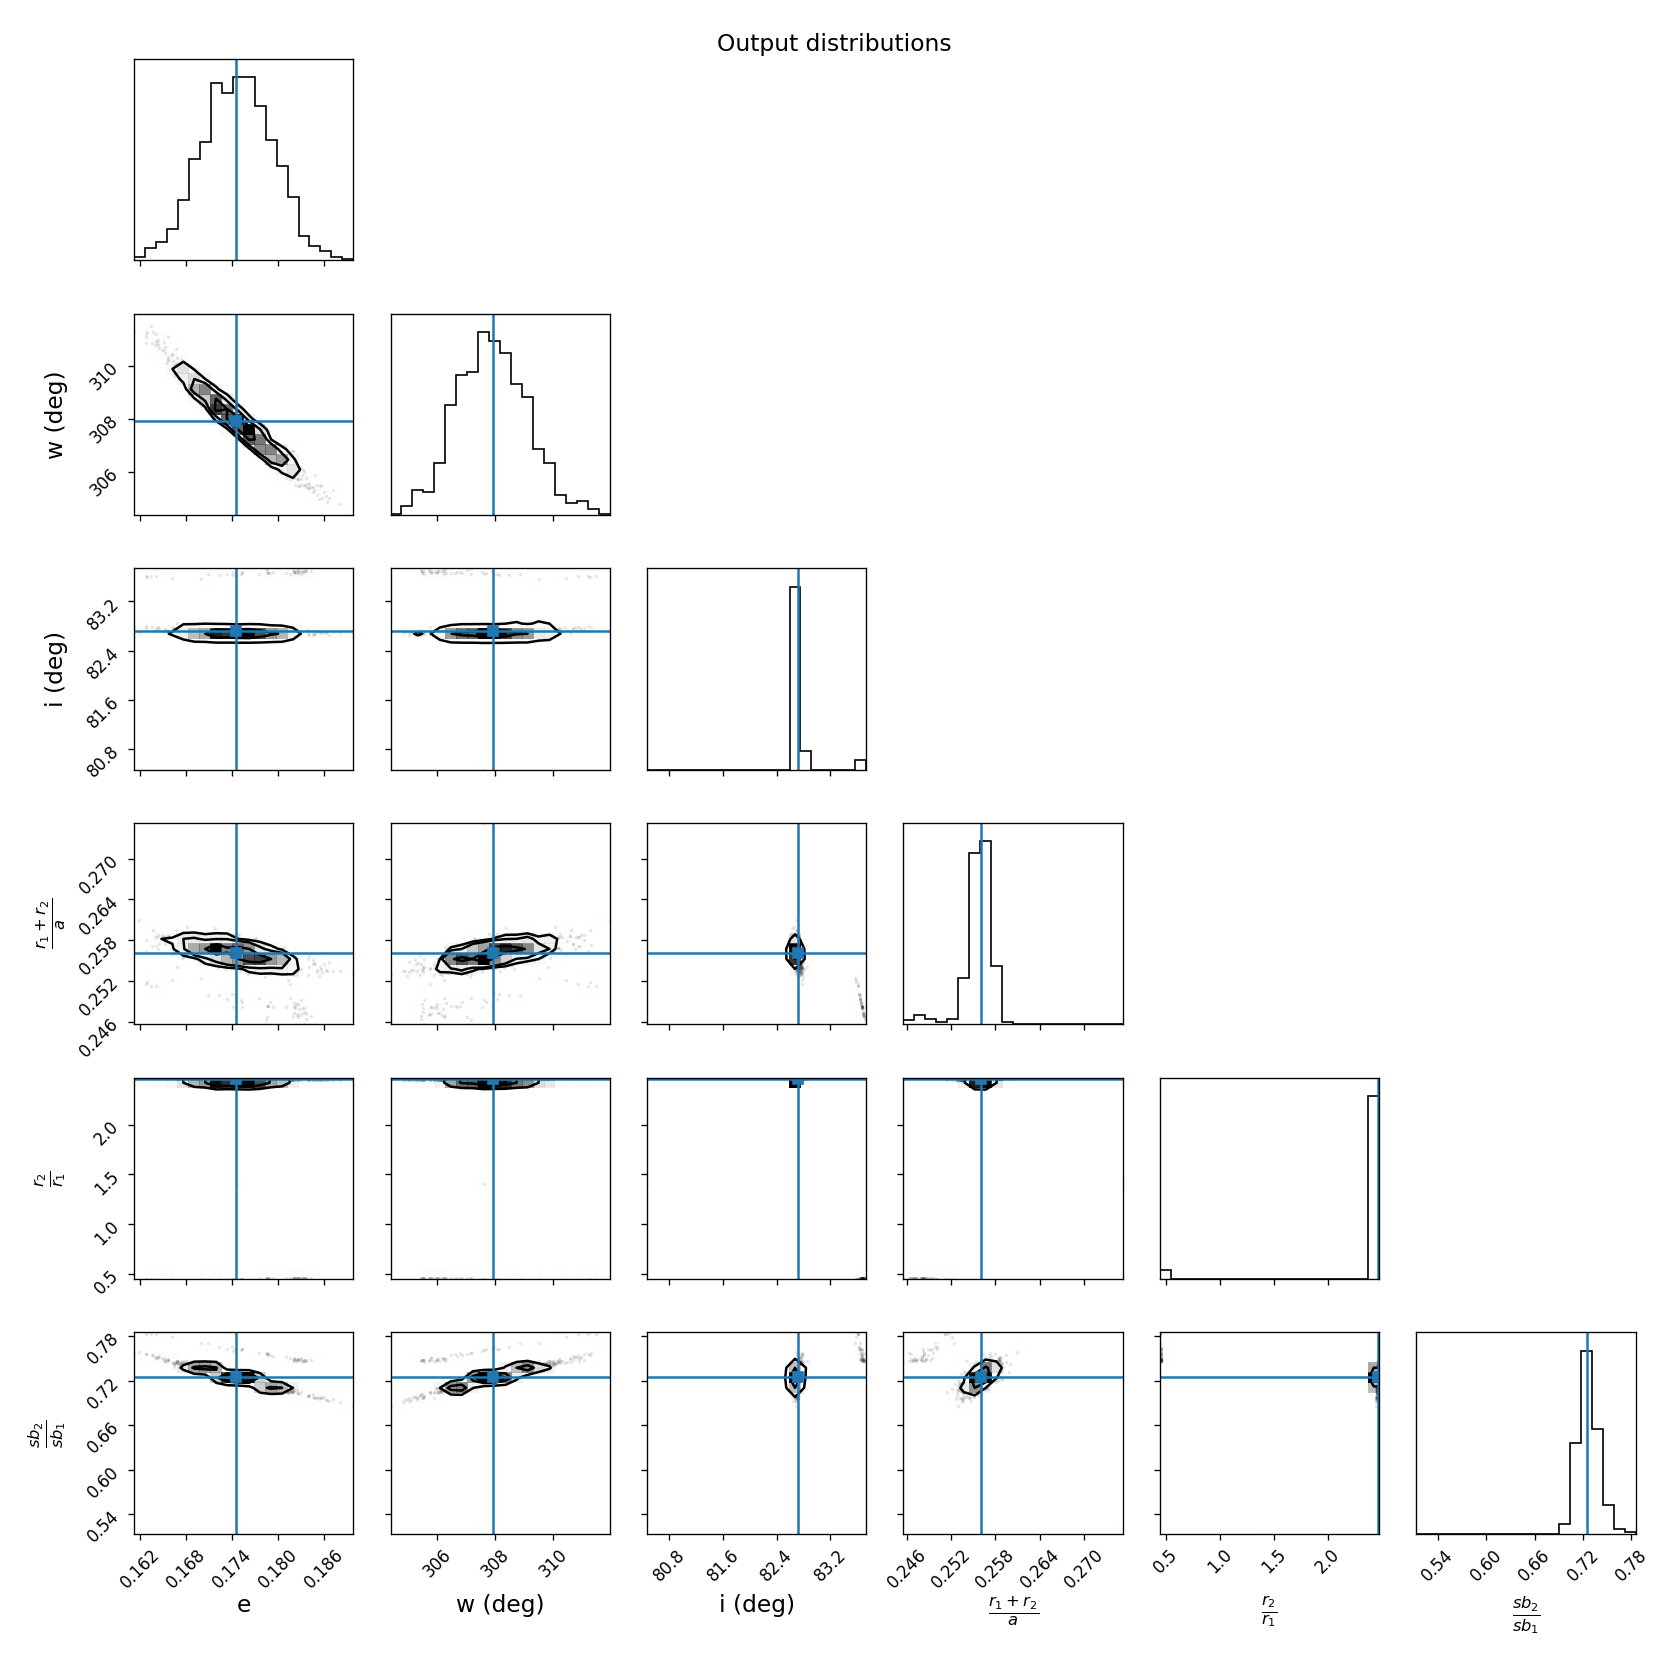 Output distributions
w (deg)
310
308
306
i (deg)
83.2
82.4
81.6
80.8
r₁ + r₂
a
0.270
0.264
0.258
0.252
0.246
r₂
r₁
2.0
1.5
1.0
0.5
sb₂
sb₁
0.78
0.72
0.66
0.60
0.54
0.162 0.168 0.174 0.180 0.186 306 308 310 80.8 81.6 82.4 83.2 0.246 0.252 0.258 0.264 0.270 0.5 1.0 1.5 2.0 0.54 0.60 0.66 0.72 0.78
e w (deg) i (deg) r₁ + r₂ r₂ sb₂
a r₁ sb₁